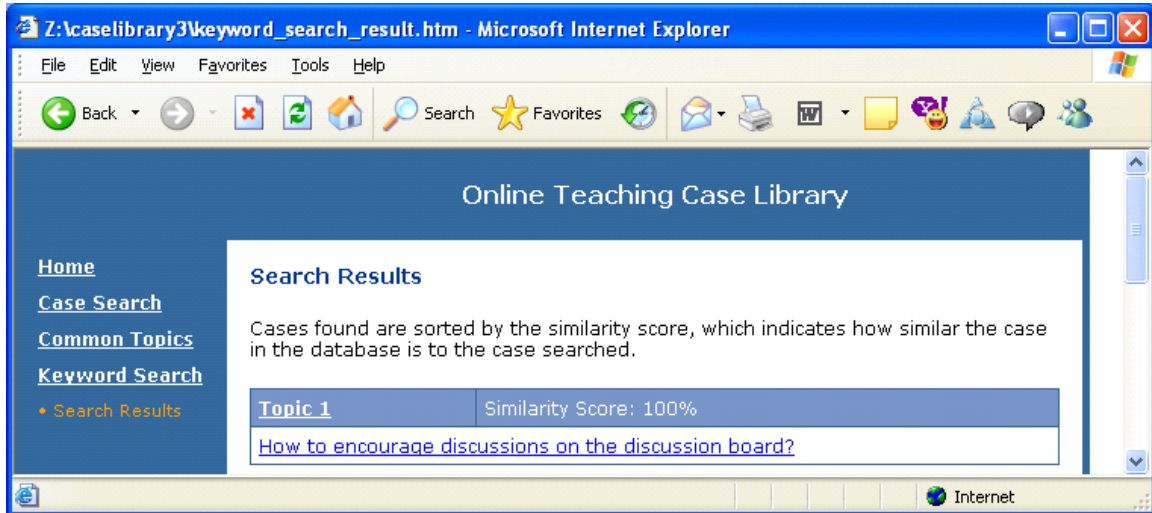 Z:\caselibrary3\keyword_search_result.htm - Microsoft Internet Explorer
File Edit View Favorites Tools Help
Back Search Favorites
Online Teaching Case Library
Home
Case Search
Common Topics
Keyword Search
• Search Results
Search Results
Cases found are sorted by the similarity score, which indicates how similar the case
in the database is to the case searched.
Topic 1 Similarity Score: 100%
How to encourage discussions on the discussion board?
Internet